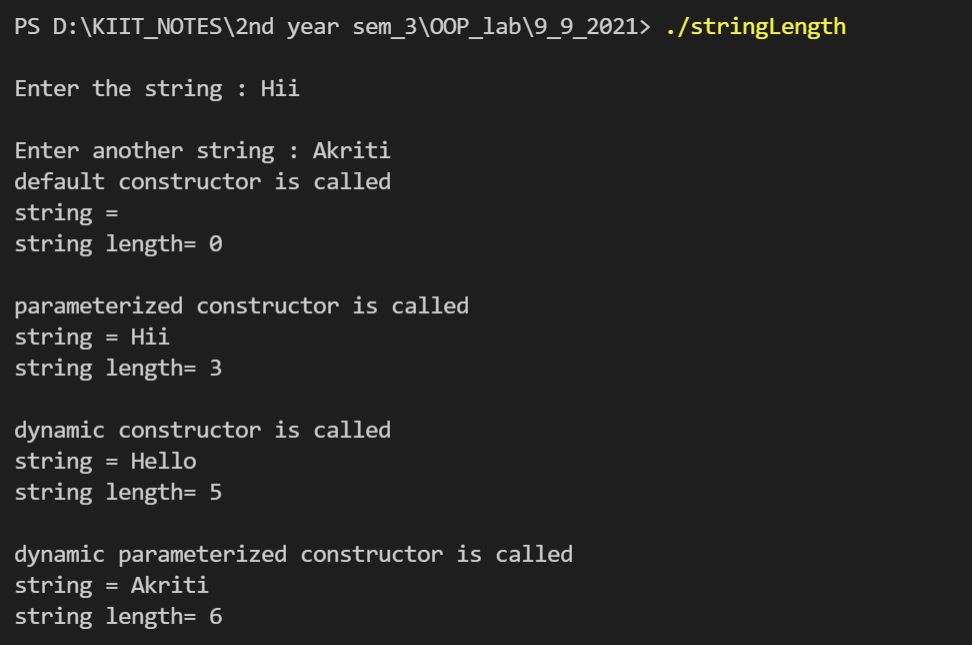 PS D:\KIIT_NOTES\2nd year sem_3\OOP_lab\9_9_2021> ./stringLength
Enter the string : Hii
Enter another string : Akriti
default constructor is called
string =
string length= 0
parameterized constructor is called
string = Hii
string length= 3
dynamic constructor is called
string = Hello
string length= 5
dynamic parameterized constructor is called
string = Akriti
string length= 6